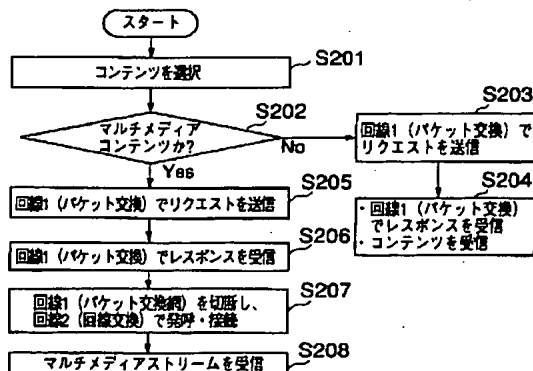 スタート
S201
コンテンツを選択
S202
マルチメディア
コンテンツか?
No
Yes
S203
回線1(パケット交換)で
リクエストを送信
S204
・回線1(パケット交換)
でレスポンスを受信
・コンテンツを受信
S205
回線1(パケット交換)でリクエストを送信
S206
回線1(パケット交換)でレスポンスを受信
S207
回線1(パケット交換網)を切断し、
回線2(回線交換)で発呼・接続
S208
マルチメディアストリームを受信